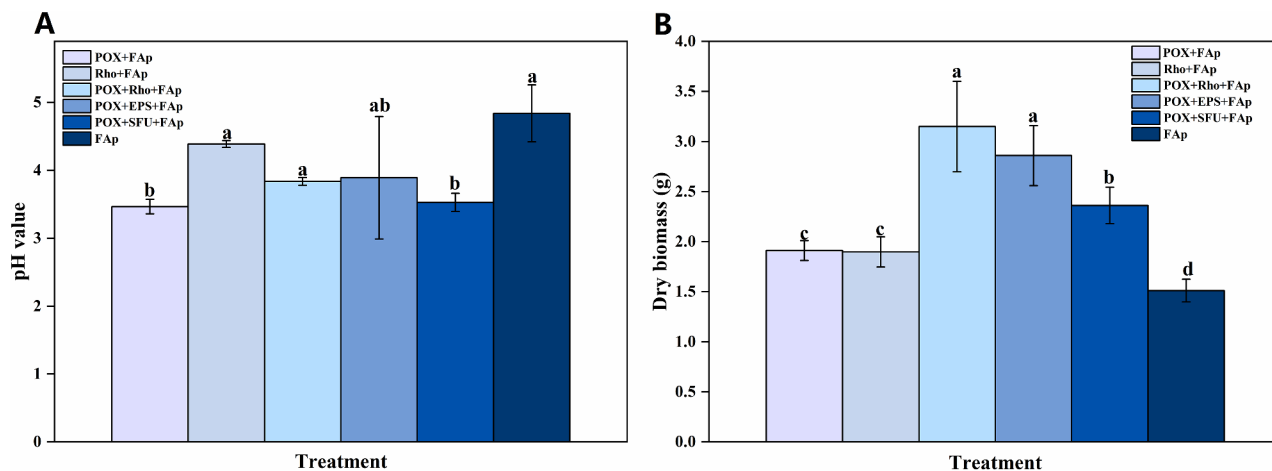 A
POX+FAp
Rho+FAp
POX+Rho+FAp
POX+EPS+FAp
POX+SFU+FAp
FAp
b
a
a
ab
b
a
5
4
3
2
1
0
pH value
Treatment
B
POX+FAp
Rho+FAp
POX+Rho+FAp
POX+EPS+FAp
POX+SFU+FAp
FAp
c
c
a
a
b
d
4.0
3.5
3.0
2.5
2.0
1.5
1.0
0.5
0.0
Dry biomass (g)
Treatment